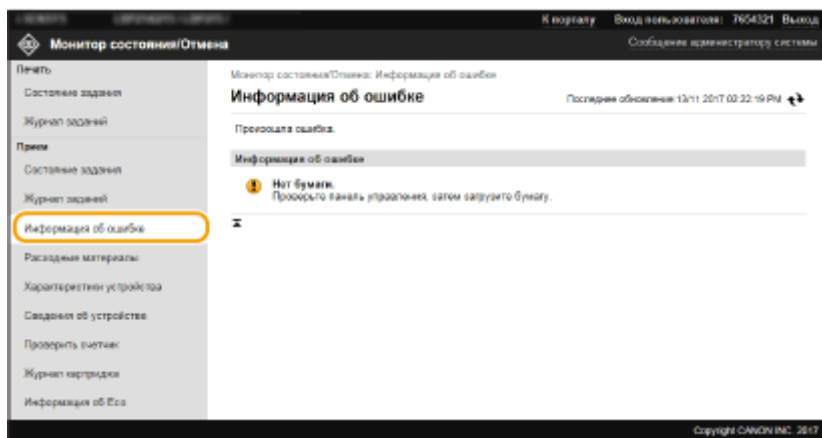 К порталу Вход пользователя: 7654321 Выход
Монитор состояния/Отмена
Сообщение администратору системы
Печать
Состояние задания
Журнал заданий
Прием
Состояние задания
Журнал заданий
Информация об ошибке
Расходные материалы
Характеристики устройства
Сведения об устройстве
Проверить счетчик
Журнал картриджа
Информация об Eco
Монитор состояния/Отмена: Информация об ошибке
Информация об ошибке
Последнее обновление: 13/11 2017 02:22:19 PM
Произошла ошибка.
Информация об ошибке
Нет бумаги.
Проверьте панель управления, затем загрузите бумагу.
Copyright CANON INC. 2017